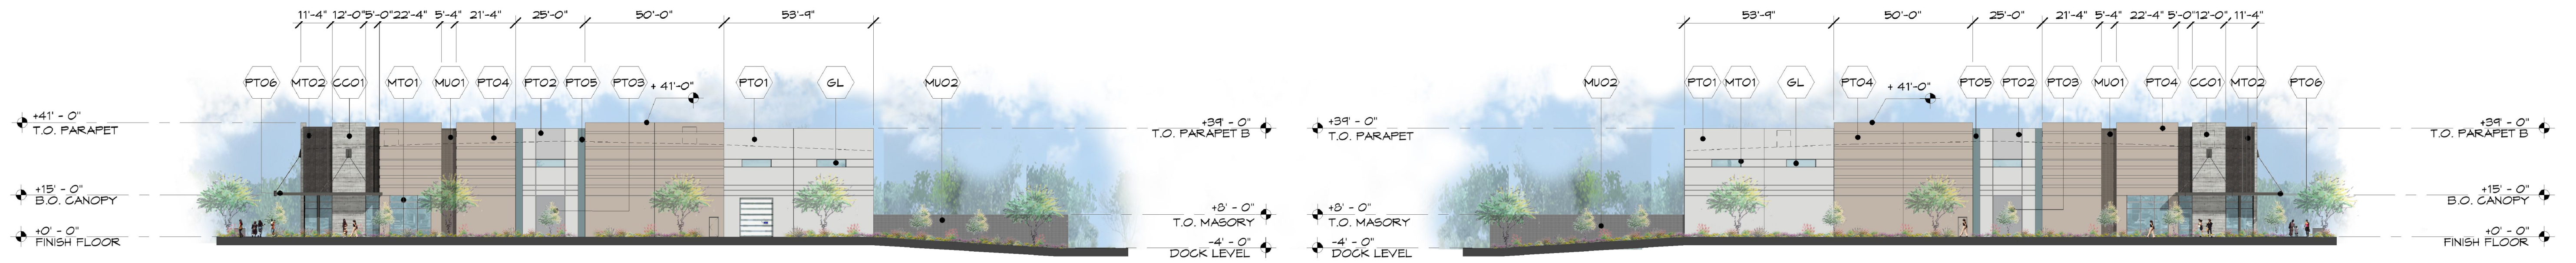 11'-4" 12'-0" 5'-0" 22'-4" 5'-4" 21'-4" 25'-0" 50'-0" 53'-9"
PT06 MT02 CC01 MT01 MU01 PT04 PT02 PT05 PT03 PT01 GL MU02
+ 41'-0"
+41' - 0"
T.O. PARAPET
+15' - 0"
B.O. CANOPY
+0' - 0"
FINISH FLOOR
+39' - 0"
T.O. PARAPET B
+8' - 0"
T.O. MASORY
-4' - 0"
DOCK LEVEL
53'-9" 50'-0" 25'-0" 21'-4" 5'-4" 22'-4" 5'-0" 12'-0" 11'-4"
MU02 PT01 MT01 GL PT04 PT05 PT02 PT03 MU01 PT04 CC01 MT02 PT06
+ 41'-0"
+39' - 0"
T.O. PARAPET
+8' - 0"
T.O. MASORY
-4' - 0"
DOCK LEVEL
+39' - 0"
T.O. PARAPET B
+15' - 0"
B.O. CANOPY
+0' - 0"
FINISH FLOOR